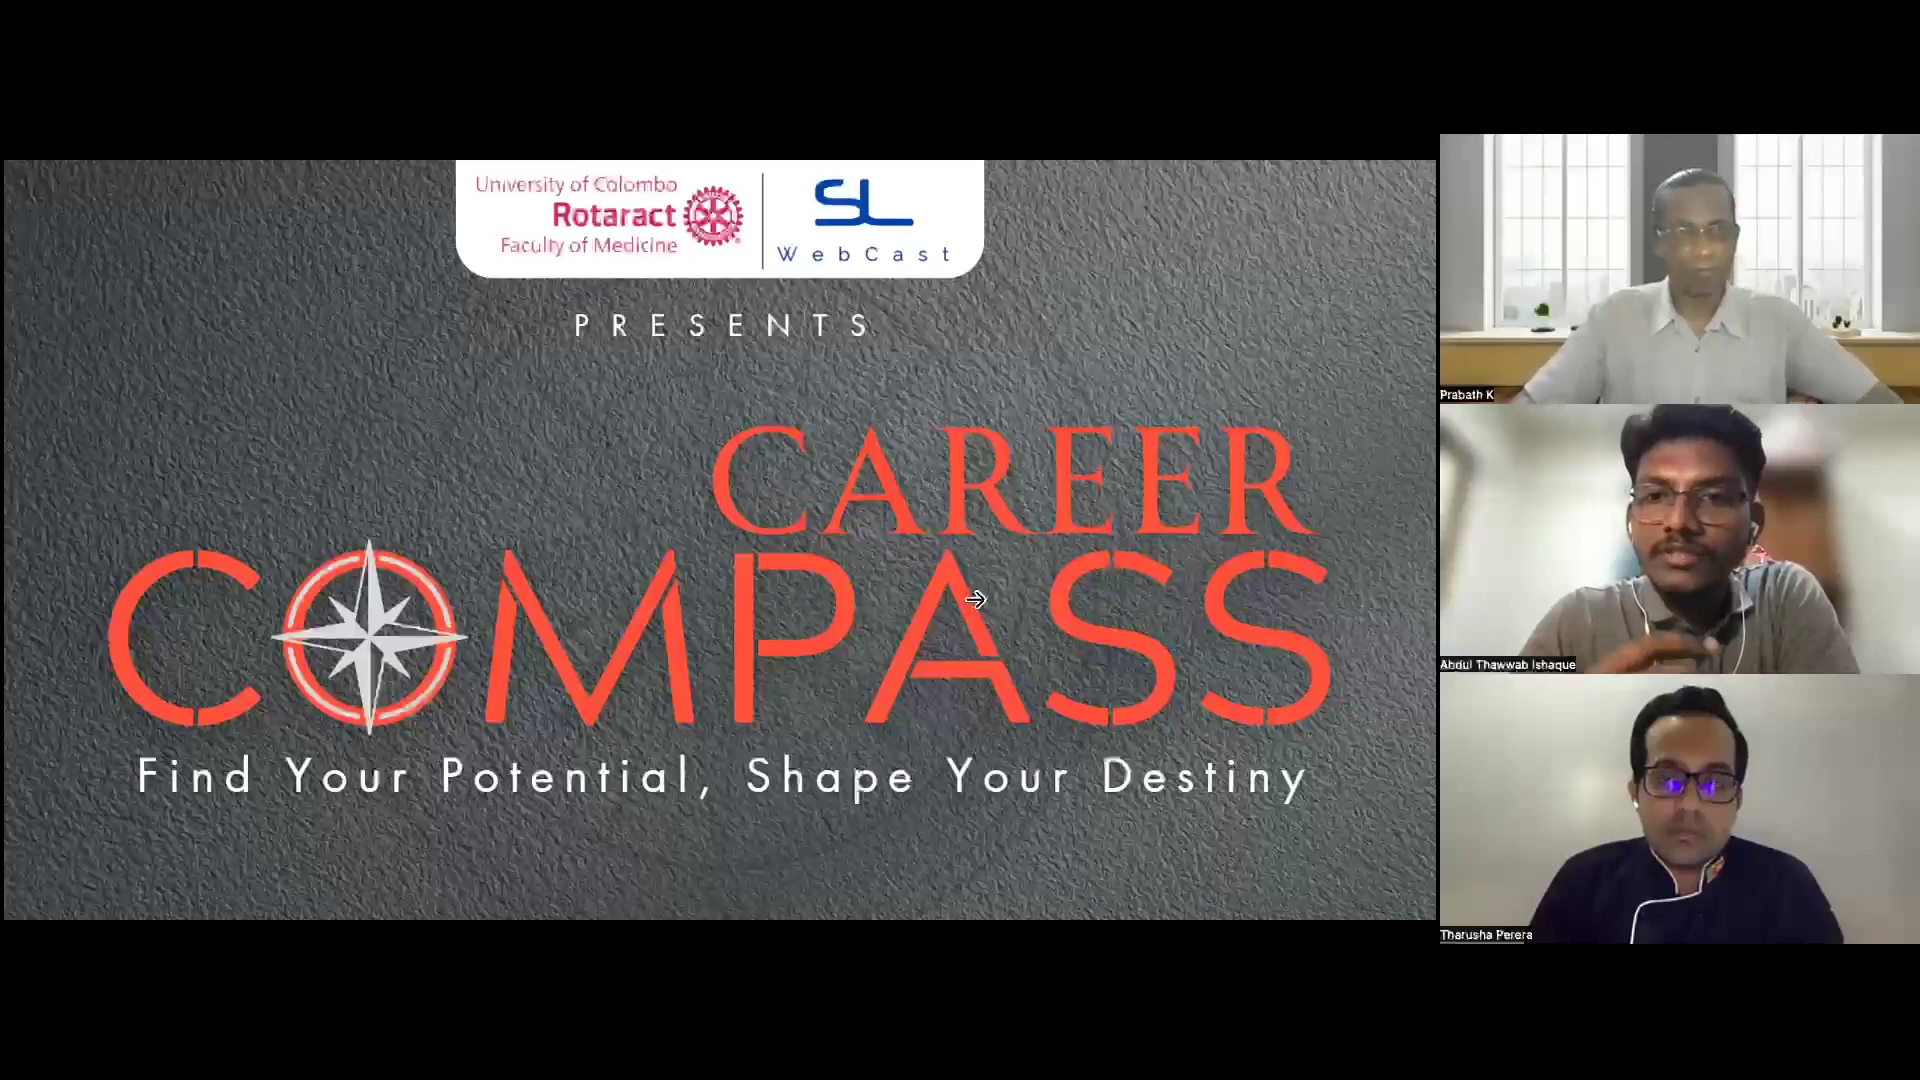 University of Colombo
Rotaract
Faculty of Medicine
SL
WebCast
PRESENTS
CAREER
COMPASS
Find Your Potential, Shape Your Destiny
Prabath K
Abdul Thawwab Ishaque
Tharusha Perera